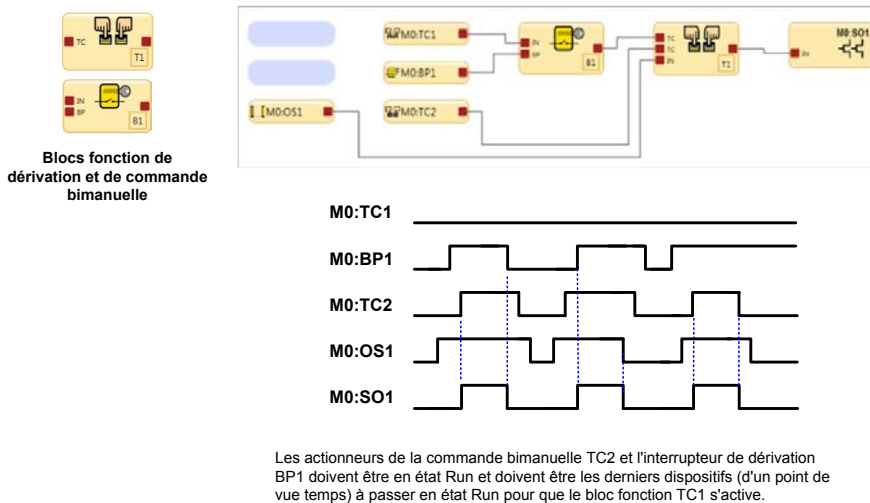 TC
T1
IN
BP
B1
Blocs fonction de
dérivation et de commande
bimanuelle
M0:TC1
M0:BP1
M0:OS1
M0:TC2
IN
BP
B1
TC
TC
IN
T1
M0:SO1
IN
M0:TC1
M0:BP1
M0:TC2
M0:OS1
M0:SO1
Les actionneurs de la commande bimanuelle TC2 et l'interrupteur de dérivation
BP1 doivent être en état Run et doivent être les derniers dispositifs (d'un point de
vue temps) à passer en état Run pour que le bloc fonction TC1 s'active.